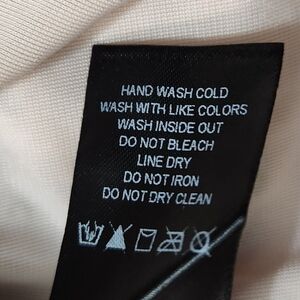 HAND WASH COLD
WASH WITH LIKE COLORS
WASH INSIDE OUT
DO NOT BLEACH
LINE DRY
DO NOT IRON
DO NOT DRY CLEAN